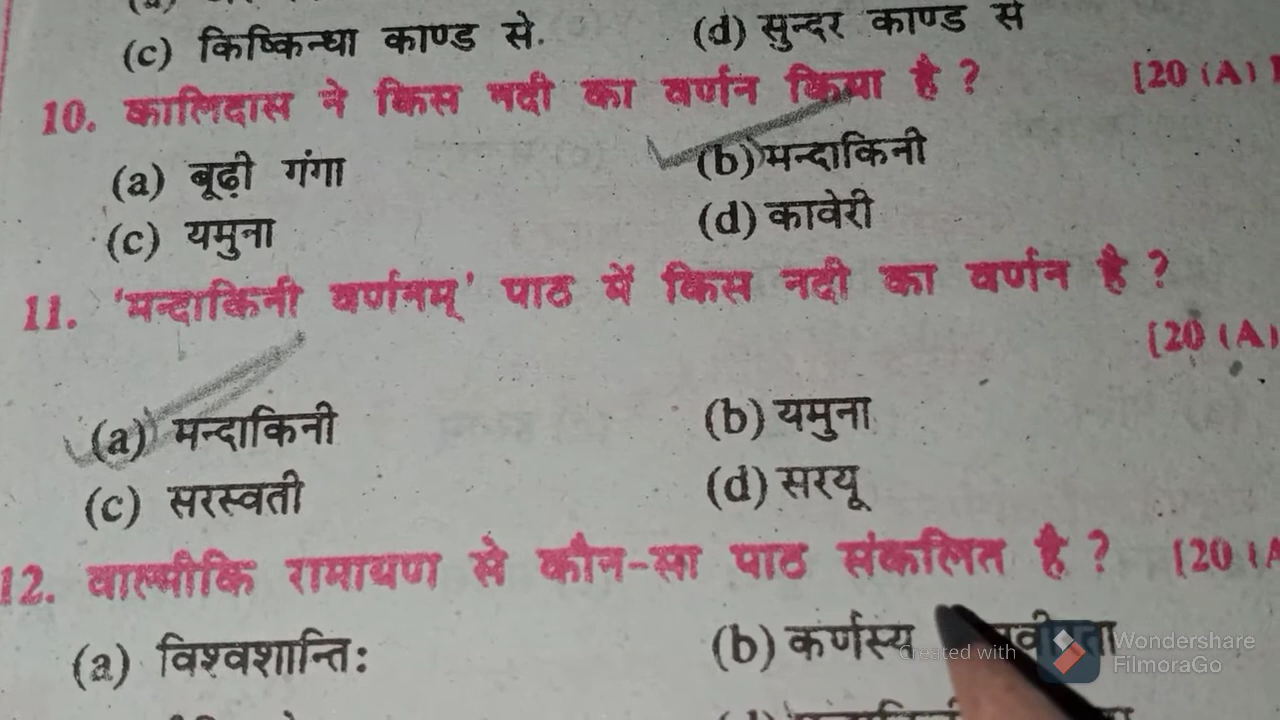 (c) किष्किन्धा काण्ड से. (d) सुन्दर काण्ड से
10. कालिदास ने किस नदी का वर्णन किया है ? [20 (A)
(a) बूढ़ी गंगा (b) मन्दाकिनी
(c) यमुना (d) कावेरी
11. 'मन्दाकिनी वर्णनम्' पाठ में किस नदी का वर्णन है ?
[20 (A)
(a) मन्दाकिनी (b) यमुना
(c) सरस्वती (d) सरयू
12. वाल्मीकि रामायण से कौन-सा पाठ संकलित है ? [20 (A
(a) विश्वशान्तिः (b) कर्णस्य
Created with Wondershare
FilmoraGo